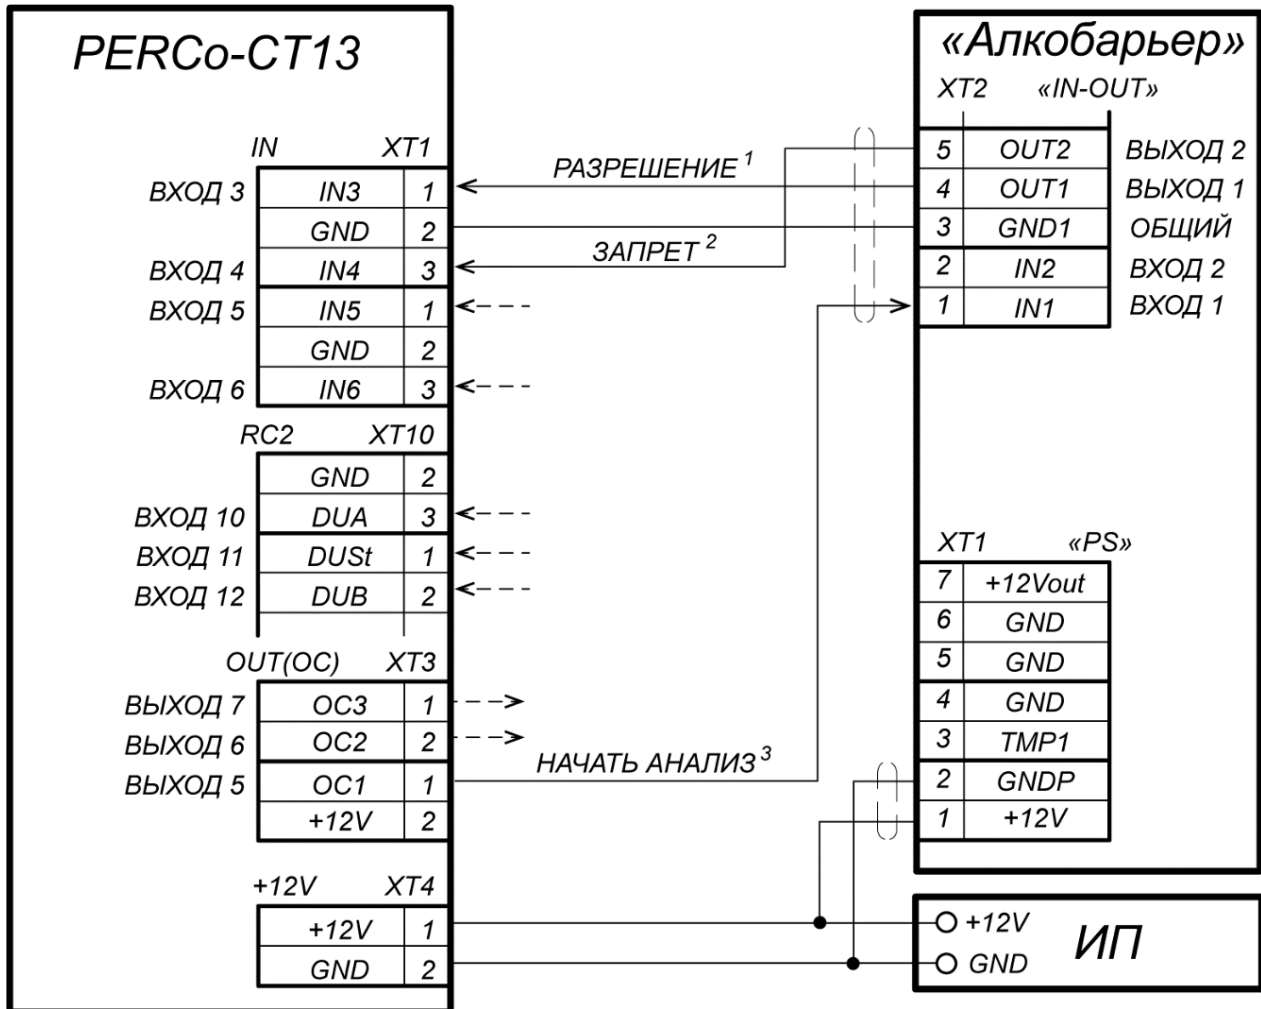 PERCo-CT13
IN XT1
ВХОД 3 IN3 1
GND 2
ВХОД 4 IN4 3
ВХОД 5 IN5 1
GND 2
ВХОД 6 IN6 3
RC2 XT10
GND 2
ВХОД 10 DUA 3
ВХОД 11 DUSt 1
ВХОД 12 DUB 2
OUT(OC) XT3
ВЫХОД 7 OC3 1
ВЫХОД 6 OC2 2
ВЫХОД 5 OC1 1
+12V 2
+12V XT4
+12V 1
GND 2
РАЗРЕШЕНИЕ 1
ЗАПРЕТ 2
НАЧАТЬ АНАЛИЗ 3
«Алкобарьер»
XT2 «IN-OUT»
5 OUT2 ВЫХОД 2
4 OUT1 ВЫХОД 1
3 GND1 ОБЩИЙ
2 IN2 ВХОД 2
1 IN1 ВХОД 1
XT1 «PS»
7 +12Vout
6 GND
5 GND
4 GND
3 TMP1
2 GNDP
1 +12V
+12V
GND
ИП